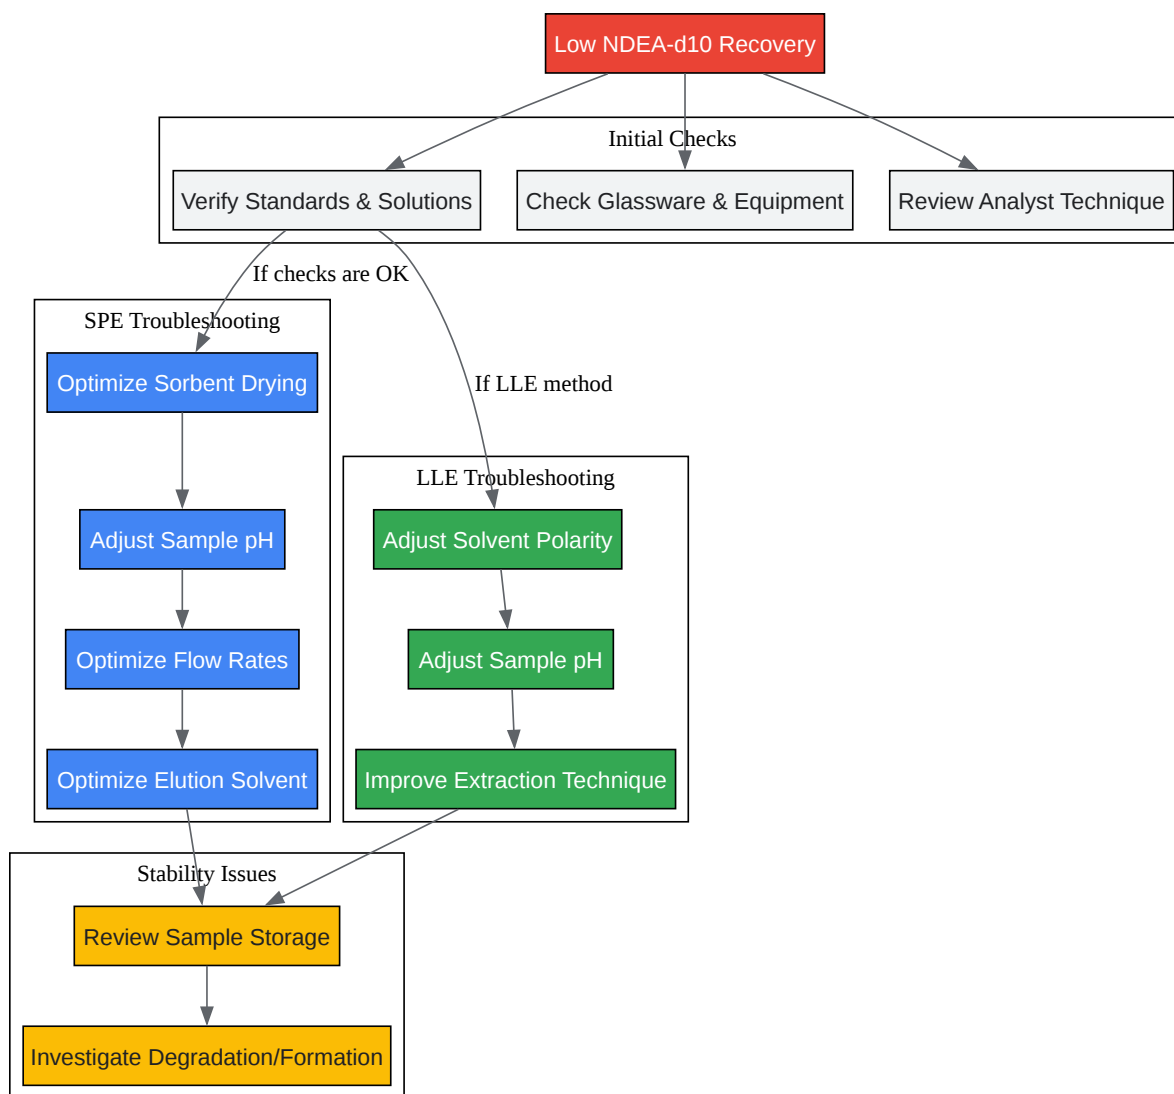 Low NDEA-d10 Recovery
Initial Checks
Verify Standards & Solutions
Check Glassware & Equipment
Review Analyst Technique
If checks are OK
SPE Troubleshooting
Optimize Sorbent Drying
If LLE method
LLE Troubleshooting
Adjust Sample pH
Adjust Solvent Polarity
Optimize Flow Rates
Adjust Sample pH
Optimize Elution Solvent
Improve Extraction Technique
Stability Issues
Review Sample Storage
Investigate Degradation/Formation